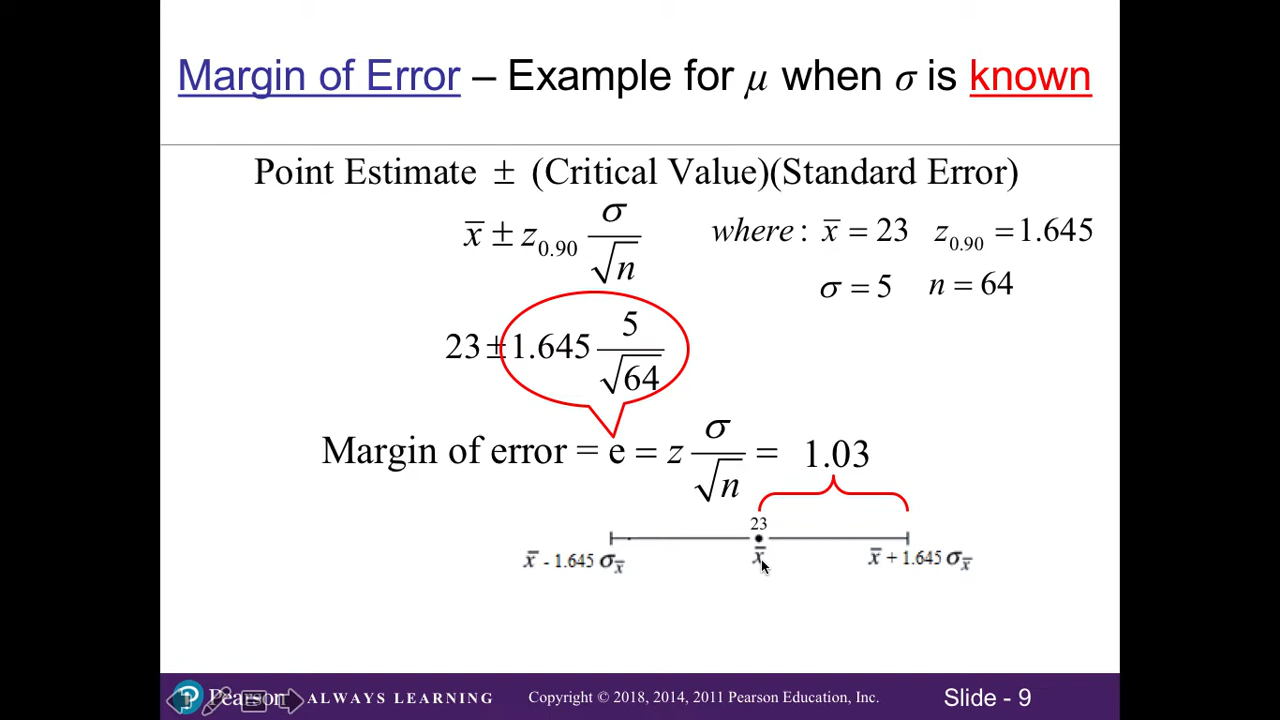 Margin of Error – Example for μ when σ is known
Point Estimate ± (Critical Value)(Standard Error)
x̄ ± z₀.₉₀ σ/√n
where: x̄ = 23 z₀.₉₀ = 1.645
σ = 5 n = 64
23 ± 1.645 5/√64
Margin of error = e = z σ/√n = 1.03
23
x̄ - 1.645 σx̄
x̄
x̄ + 1.645 σx̄
Pearson
ALWAYS LEARNING
Copyright © 2018, 2014, 2011 Pearson Education, Inc.
Slide - 9